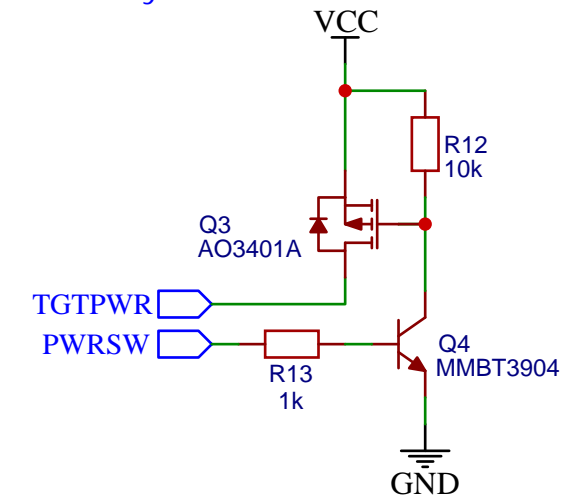 VCC
R12
10k
Q3
AO3401A
TGTPWR
PWRSW
R13
1k
Q4
MMBT3904
GND